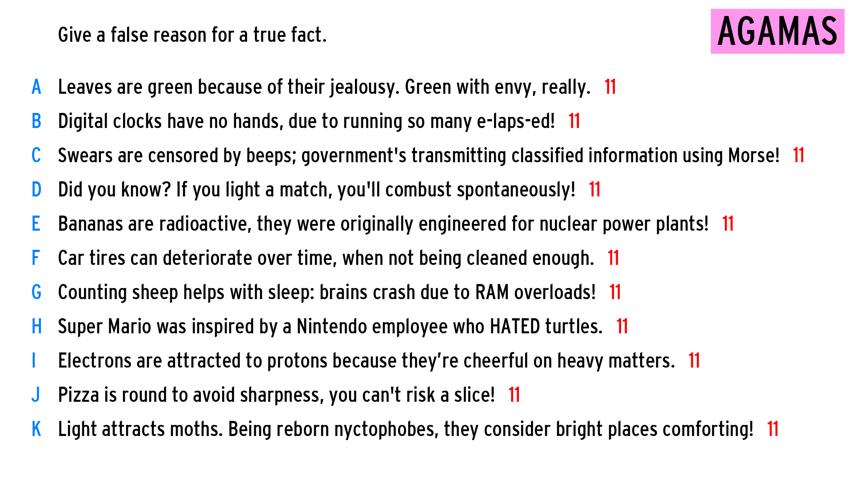 Give a false reason for a true fact.
AGAMAS
A Leaves are green because of their jealousy. Green with envy, really. 11
B Digital clocks have no hands, due to running so many e-laps-ed! 11
C Swears are censored by beeps; government's transmitting classified information using Morse! 11
D Did you know? If you light a match, you'll combust spontaneously! 11
E Bananas are radioactive, they were originally engineered for nuclear power plants! 11
F Car tires can deteriorate over time, when not being cleaned enough. 11
G Counting sheep helps with sleep: brains crash due to RAM overloads! 11
H Super Mario was inspired by a Nintendo employee who HATED turtles. 11
I Electrons are attracted to protons because they’re cheerful on heavy matters. 11
J Pizza is round to avoid sharpness, you can't risk a slice! 11
K Light attracts moths. Being reborn nyctophobes, they consider bright places comforting! 11